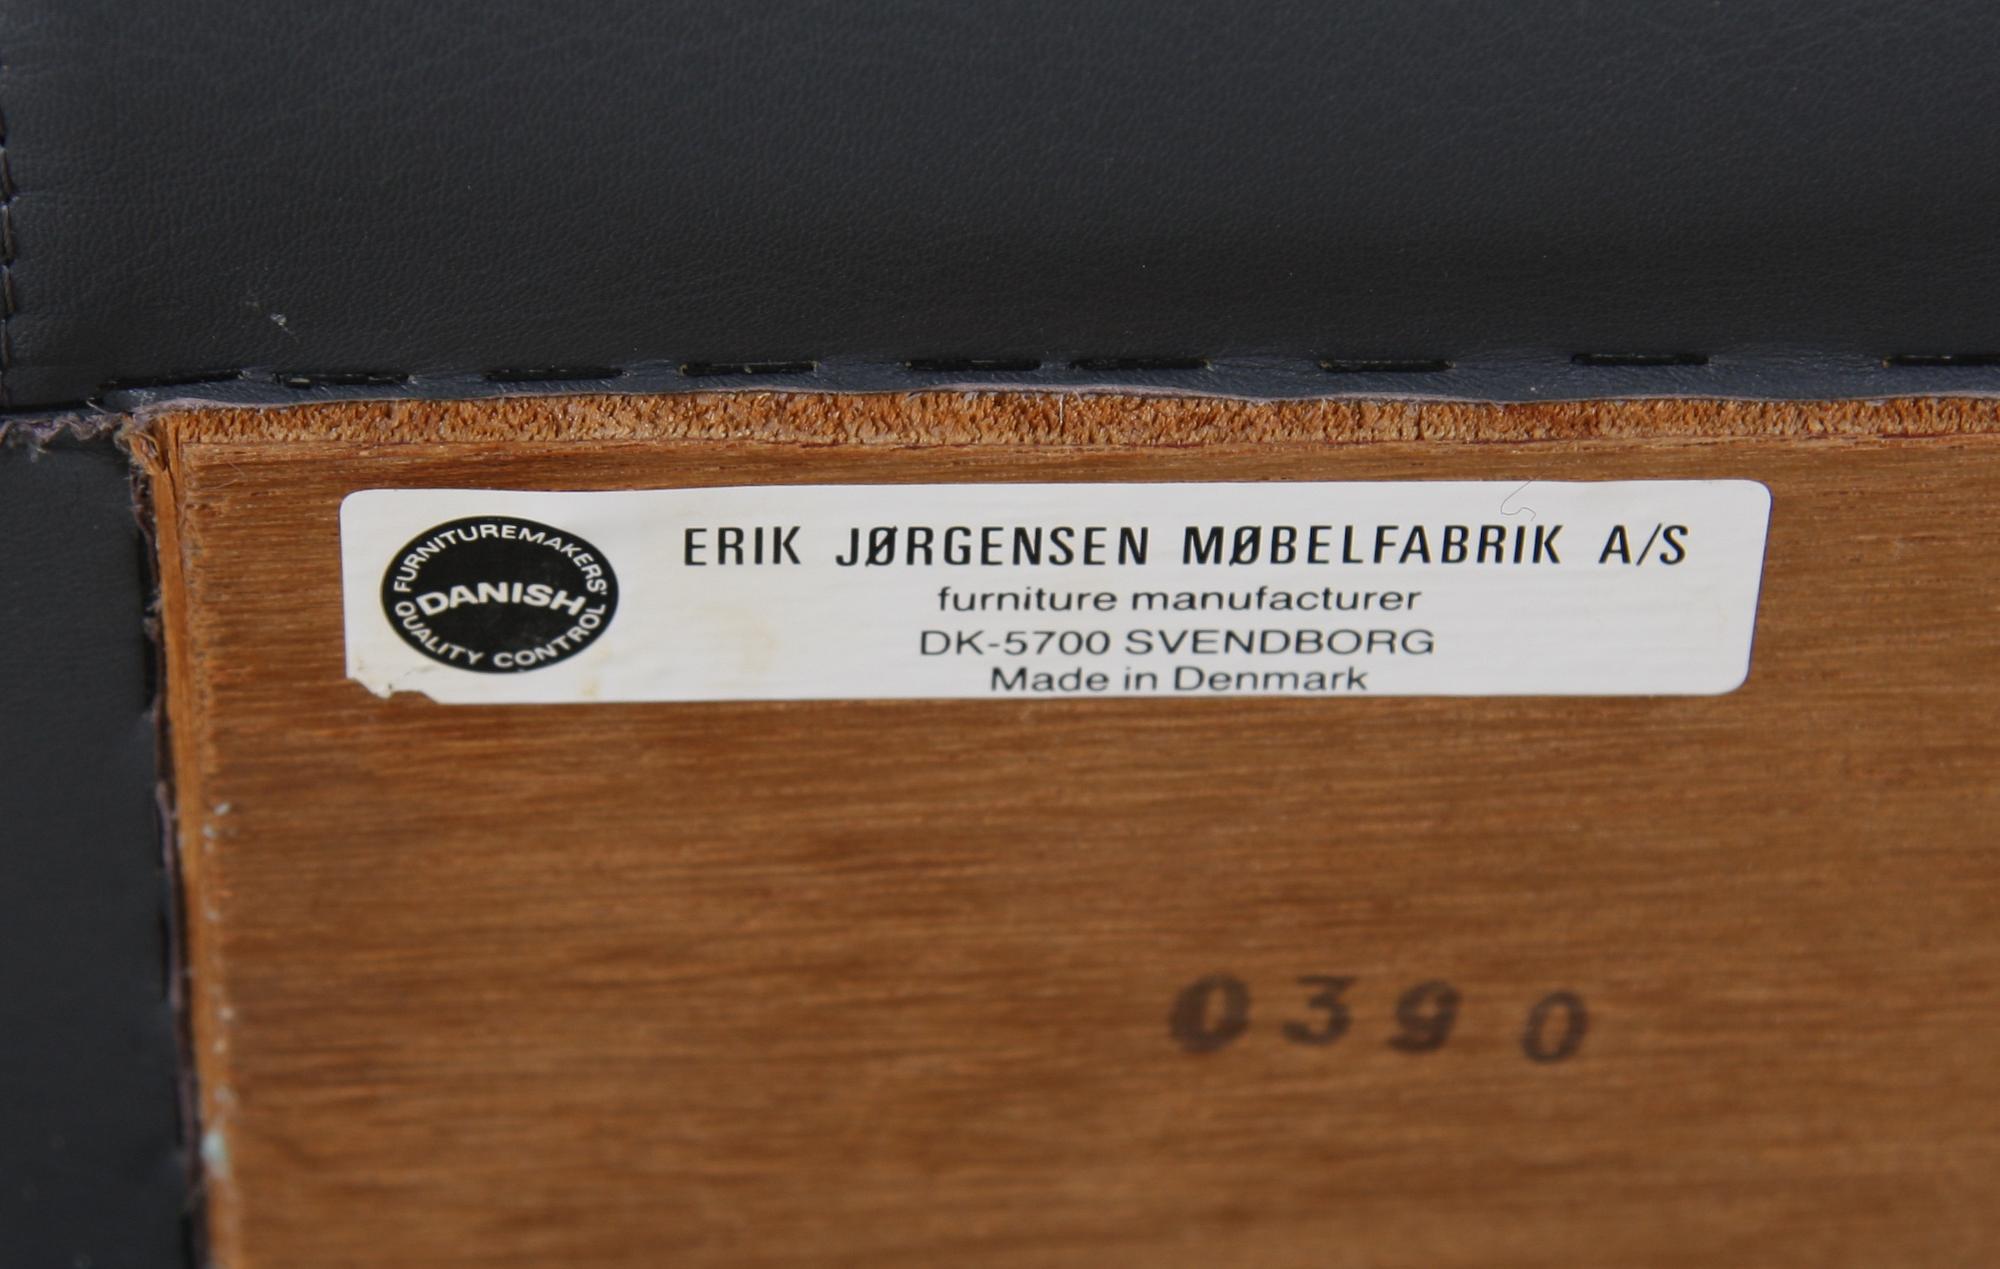 FURNITUREMAKERS'
DANISH
QUALITY CONTROL
ERIK JØRGENSEN MØBELFABRIK A/S
furniture manufacturer
DK-5700 SVENDBORG
Made in Denmark
0390